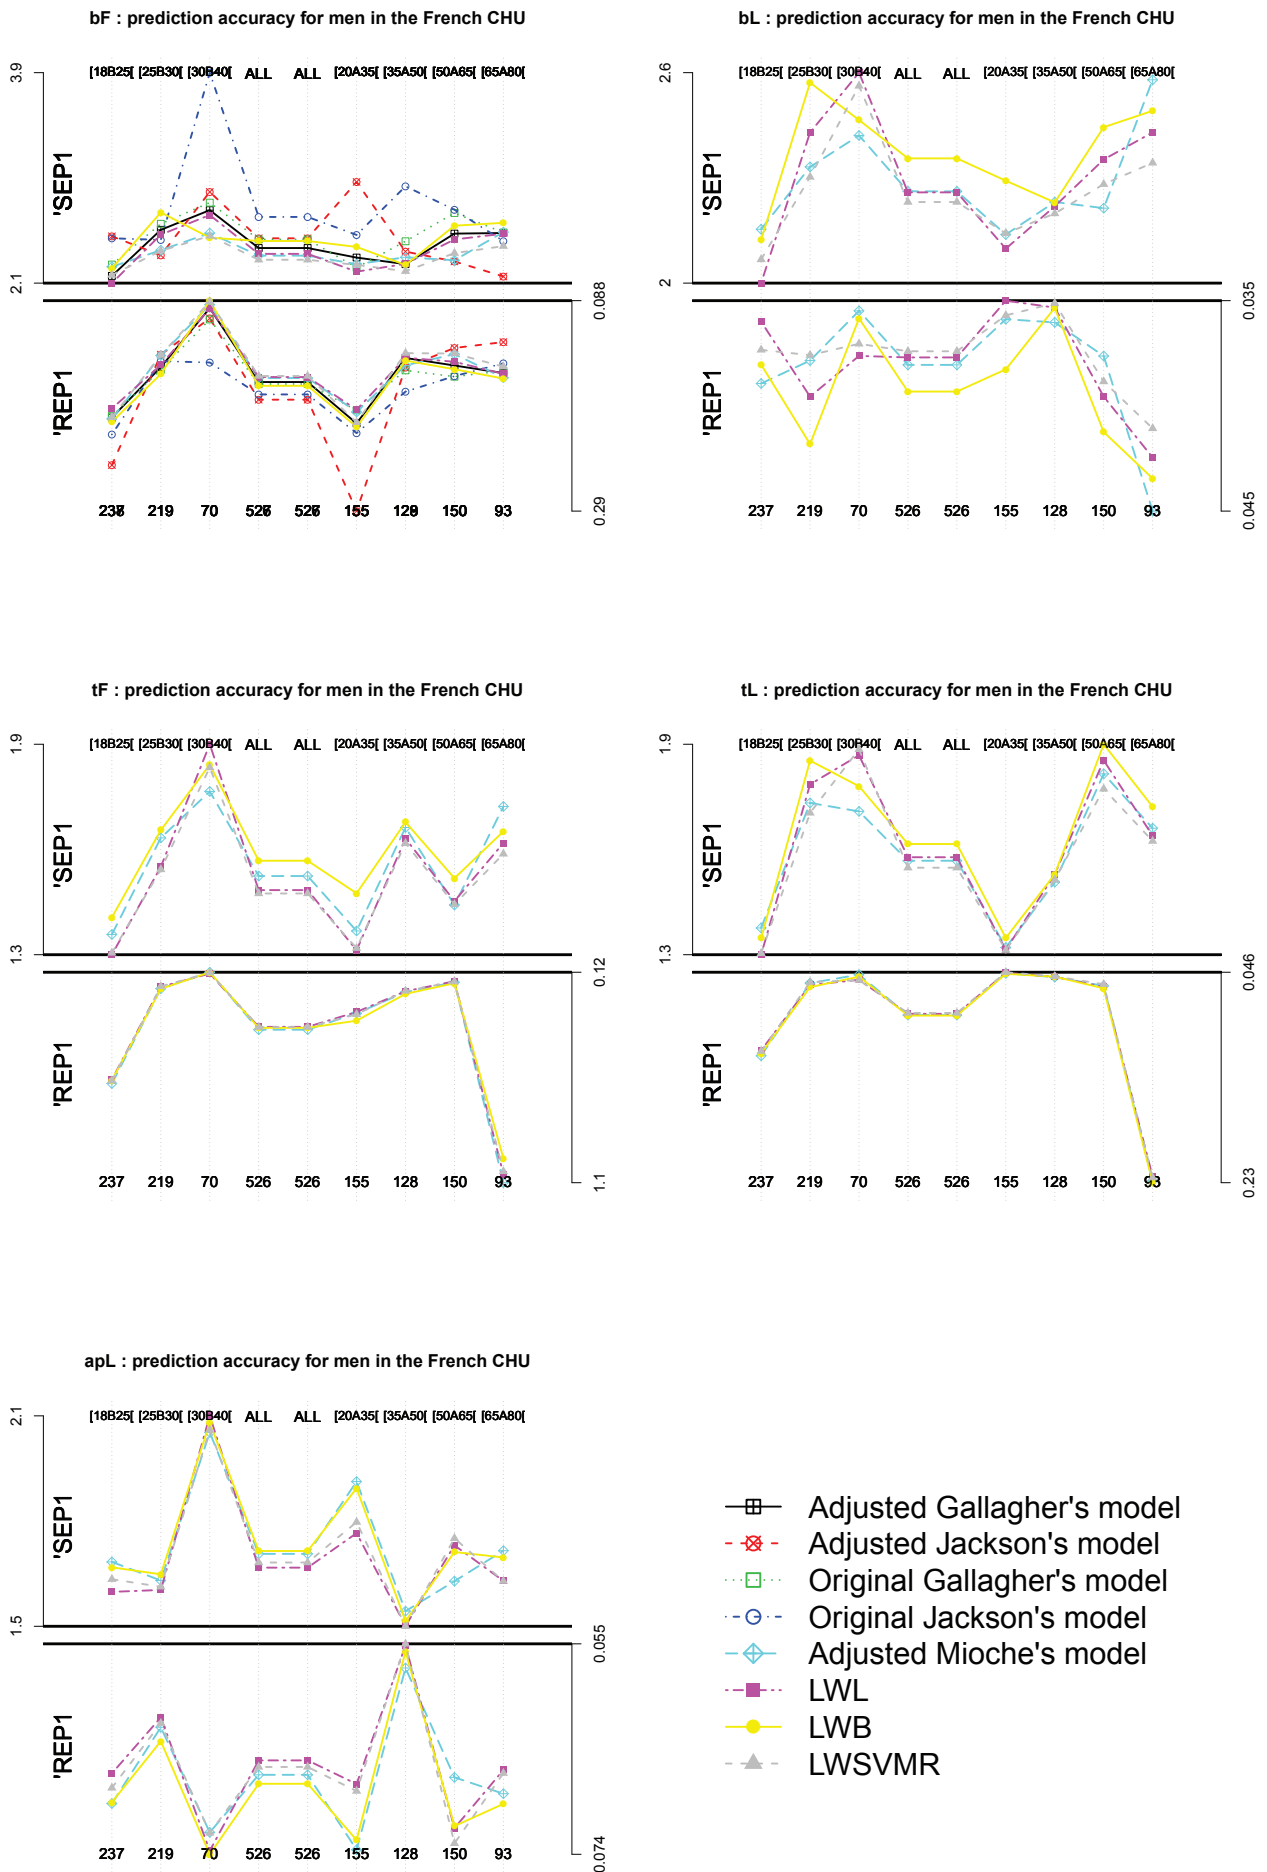 bF : prediction accuracy for men in the French CHU
[18B25[ [25B30[ [30B40[ ALL ALL [20A35[ [35A50[ [50A65[ [65A80[
3.9
'SEP1
2.1
0.088
'REP1
0.29
219 70 150 93
bL : prediction accuracy for men in the French CHU
[18B25[ [25B30[ [30B40[ ALL ALL [20A35[ [35A50[ [50A65[ [65A80[
2.6
'SEP1
2
0.035
'REP1
0.045
237 219 70 526 526 155 128 150 93
tF : prediction accuracy for men in the French CHU
[18B25[ [25B30[ [30B40[ ALL ALL [20A35[ [35A50[ [50A65[ [65A80[
1.9
'SEP1
1.3
0.12
'REP1
1.1
237 219 70 526 526 155 128 150 93
tL : prediction accuracy for men in the French CHU
[18B25[ [25B30[ [30B40[ ALL ALL [20A35[ [35A50[ [50A65[ [65A80[
1.9
'SEP1
1.3
0.046
'REP1
0.23
237 219 70 526 526 155 128 150 93
apL : prediction accuracy for men in the French CHU
[18B25[ [25B30[ [30B40[ ALL ALL [20A35[ [35A50[ [50A65[ [65A80[
2.1
'SEP1
1.5
0.055
'REP1
0.074
237 219 70 526 526 155 128 150 93
Adjusted Gallagher's model
Adjusted Jackson's model
Original Gallagher's model
Original Jackson's model
Adjusted Mioche's model
LWL
LWB
LWSVMR